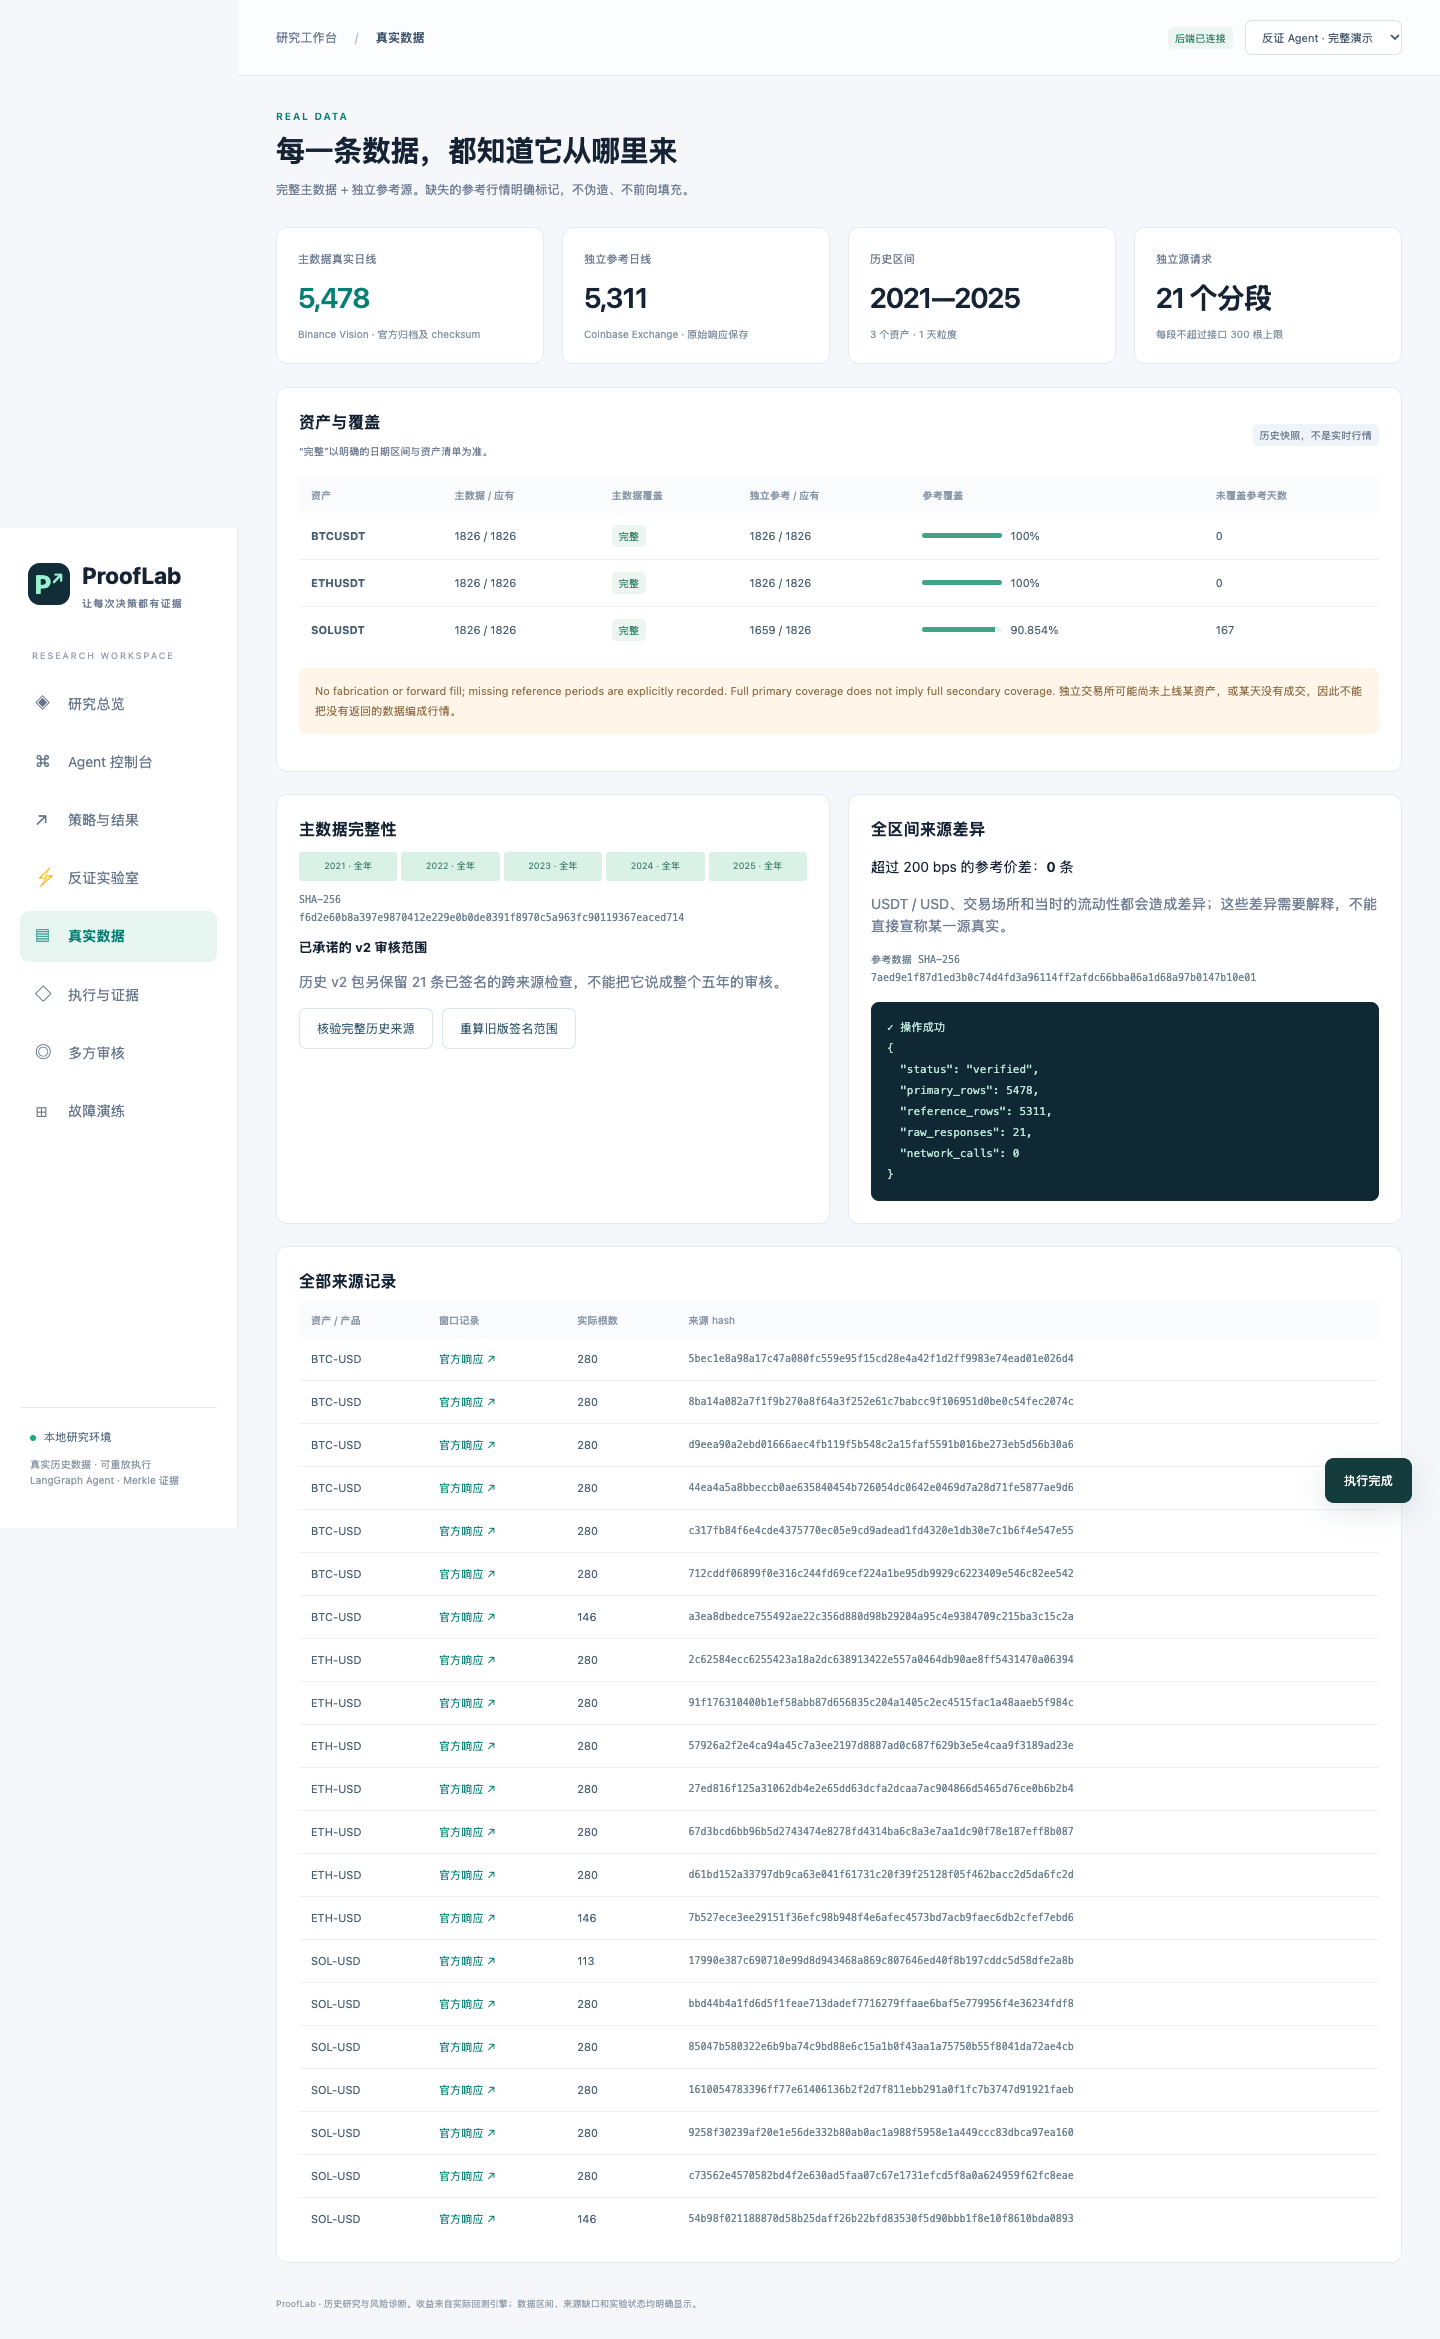 研究工作台 / 真实数据
后端已连接
反证 Agent · 完整演示
REAL DATA
每一条数据，都知道它从哪里来
完整主数据 + 独立参考源。缺失的参考行情明确标记，不伪造、不前向填充。
主数据真实日线
5,478
Binance Vision · 官方归档及 checksum
独立参考日线
5,311
Coinbase Exchange · 原始响应保存
历史区间
2021—2025
3 个资产 · 1 天粒度
独立源请求
21 个分段
每段不超过接口 300 根上限
资产与覆盖
“完整”以明确的日期区间与资产清单为准。
历史快照，不是实时行情
资产 主数据 / 应有 主数据覆盖 独立参考 / 应有 参考覆盖 未覆盖参考天数
BTCUSDT 1826 / 1826 完整 1826 / 1826 100% 0
ETHUSDT 1826 / 1826 完整 1826 / 1826 100% 0
SOLUSDT 1826 / 1826 完整 1659 / 1826 90.854% 167
No fabrication or forward fill; missing reference periods are explicitly recorded. Full primary coverage does not imply full secondary coverage. 独立交易所可能尚未上线某资产，或某天没有成交，因此不能
把没有返回的数据编成行情。
ProofLab
让每次决策都有证据
RESEARCH WORKSPACE
研究总览
Agent 控制台
策略与结果
反证实验室
真实数据
执行与证据
多方审核
故障演练
本地研究环境
真实历史数据 · 可重放执行
LangGraph Agent · Merkle 证据
主数据完整性
2021 · 全年 2022 · 全年 2023 · 全年 2024 · 全年 2025 · 全年
SHA-256
f6d2e60b8a397e9870412e229e0b0de0391f8970c5a963fc90119367eaced714
已承诺的 v2 审核范围
历史 v2 包另保留 21 条已签名的跨来源检查，不能把它说成整个五年的审核。
核验完整历史来源
重算旧版签名范围
全区间来源差异
超过 200 bps 的参考价差：0 条
USDT / USD、交易场所和当时的流动性都会造成差异；这些差异需要解释，不能
直接宣称某一源真实。
参考数据 SHA-256
7aed9e1f87d1ed3b0c74d4fd3a96114ff2afdc66bba06a1d68a97b0147b10e01
✓ 操作成功
{
"status": "verified",
"primary_rows": 5478,
"reference_rows": 5311,
"raw_responses": 21,
"network_calls": 0
}
全部来源记录
资产 / 产品 窗口记录 实际根数 来源 hash
BTC-USD 官方响应 ↗ 280 5bec1e8a98a17c47a080fc559e95f15cd28e4a42f1d2ff9983e74ead01e026d4
BTC-USD 官方响应 ↗ 280 8ba14a082a7f1f9b270a8f64a3f252e61c7babcc9f106951d0be0c54fec2074c
BTC-USD 官方响应 ↗ 280 d9eea90a2ebd01666aec4fb119f5b548c2a15faf5591b016be273eb5d56b30a6
BTC-USD 官方响应 ↗ 280 44ea4a5a8bbeccb0ae635840454b726054dc0642e0469d7a28d71fe5877ae9d6
BTC-USD 官方响应 ↗ 280 c317fb84f6e4cde4375770ec05e9cd9adead1fd4320e1db30e7c1b6f4e547e55
BTC-USD 官方响应 ↗ 280 712cddf06899f0e316c244fd69cef224a1be95db9929c6223409e546c82ee542
BTC-USD 官方响应 ↗ 146 a3ea8dbedce755492ae22c356d880d98b29204a95c4e9384709c215ba3c15c2a
ETH-USD 官方响应 ↗ 280 2c62584ecc6255423a18a2dc638913422e557a0464db90ae8ff5431470a06394
ETH-USD 官方响应 ↗ 280 91f176310400b1ef58abb87d656835c204a1405c2ec4515fac1a48aaeb5f984c
ETH-USD 官方响应 ↗ 280 57926a2f2e4ca94a45c7a3ee2197d8887ad0c687f629b3e5e4caa9f3189ad23e
ETH-USD 官方响应 ↗ 280 27ed816f125a31062db4e2e65dd63dcfa2dcaa7ac904866d5465d76ce0b6b2b4
ETH-USD 官方响应 ↗ 280 67d3bcd6bb96b5d2743474e8278fd4314ba6c8a3e7aa1dc90f78e187eff8b087
ETH-USD 官方响应 ↗ 280 d61bd152a33797db9ca63e041f61731c20f39f25128f05f462bacc2d5da6fc2d
ETH-USD 官方响应 ↗ 146 7b527ece3ee29151f36efc98b948f4e6afec4573bd7acb9faec6db2cfef7ebd6
SOL-USD 官方响应 ↗ 113 17990e387c690710e99d8d943468a869c807646ed40f8b197cddc5d58dfe2a8b
SOL-USD 官方响应 ↗ 280 bbd44b4a1fd6d5f1feae713dadef7716279ffaae6baf5e779956f4e36234fdf8
SOL-USD 官方响应 ↗ 280 85047b580322e6b9ba74c9bd88e6c15a1b0f43aa1a75750b55f8041da72ae4cb
SOL-USD 官方响应 ↗ 280 1610054783396ff77e61406136b2f2d7f811ebb291a0f1fc7b3747d91921faeb
SOL-USD 官方响应 ↗ 280 9258f30239af20e1e56de332b80ab0ac1a988f5958e1a449ccc83dbca97ea160
SOL-USD 官方响应 ↗ 280 c73562e4570582bd4f2e630ad5faa07c67e1731efcd5f8a0a624959f62fc8eae
SOL-USD 官方响应 ↗ 146 54b98f021188870d58b25daff26b22bfd83530f5d90bbb1f8e10f8610bda0893
执行完成
ProofLab · 历史研究与风险诊断。收益来自实际回测引擎；数据区间、来源缺口和实验状态均明确显示。